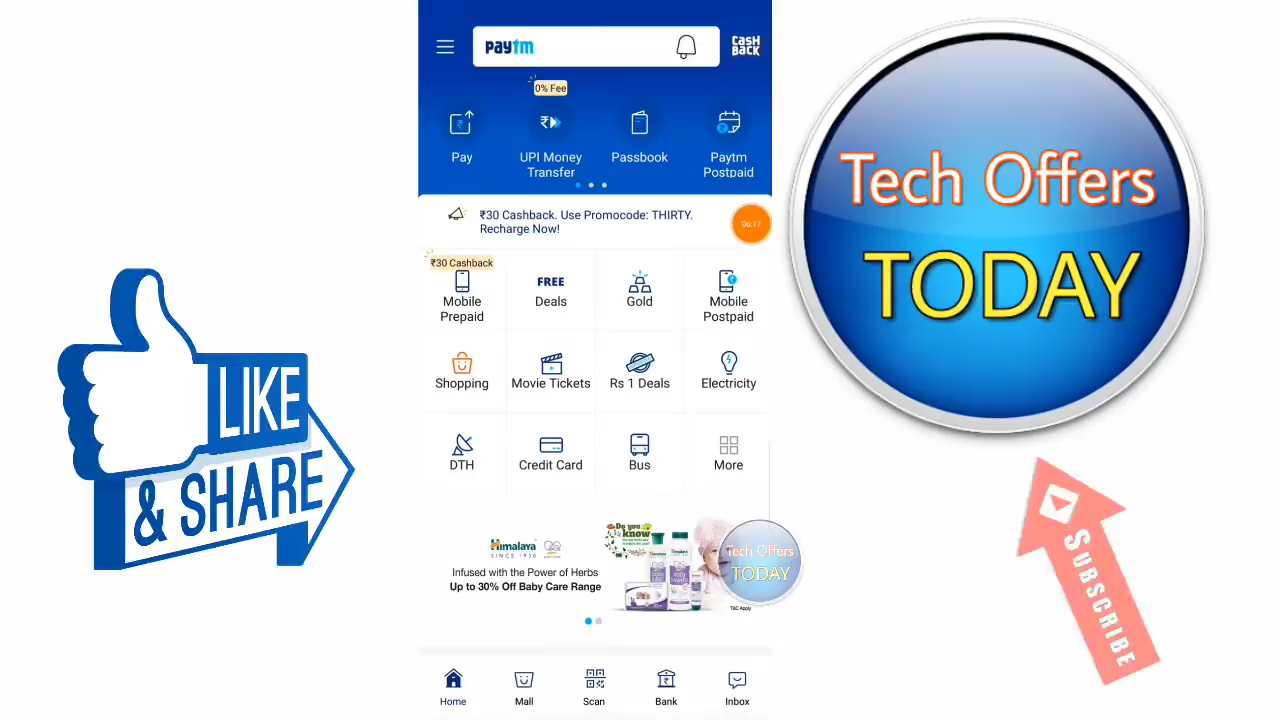 paytm
CASH
BACK
0% Fee
Pay
UPI Money
Transfer
Passbook
Paytm
Postpaid
₹30 Cashback. Use Promocode: THIRTY.
Recharge Now!
06:17
₹30 Cashback
Mobile
Prepaid
FREE
Deals
Gold
Mobile
Postpaid
Shopping
Movie Tickets
Rs 1 Deals
Electricity
DTH
Credit Card
Bus
More
Himalaya
SINCE 1930
Infused with the Power of Herbs
Up to 30% Off Baby Care Range
Do you
know
T&C Apply
Tech Offers
TODAY
Home
Mall
Scan
Bank
Inbox
LIKE
& SHARE
Tech Offers
TODAY
SUBSCRIBE